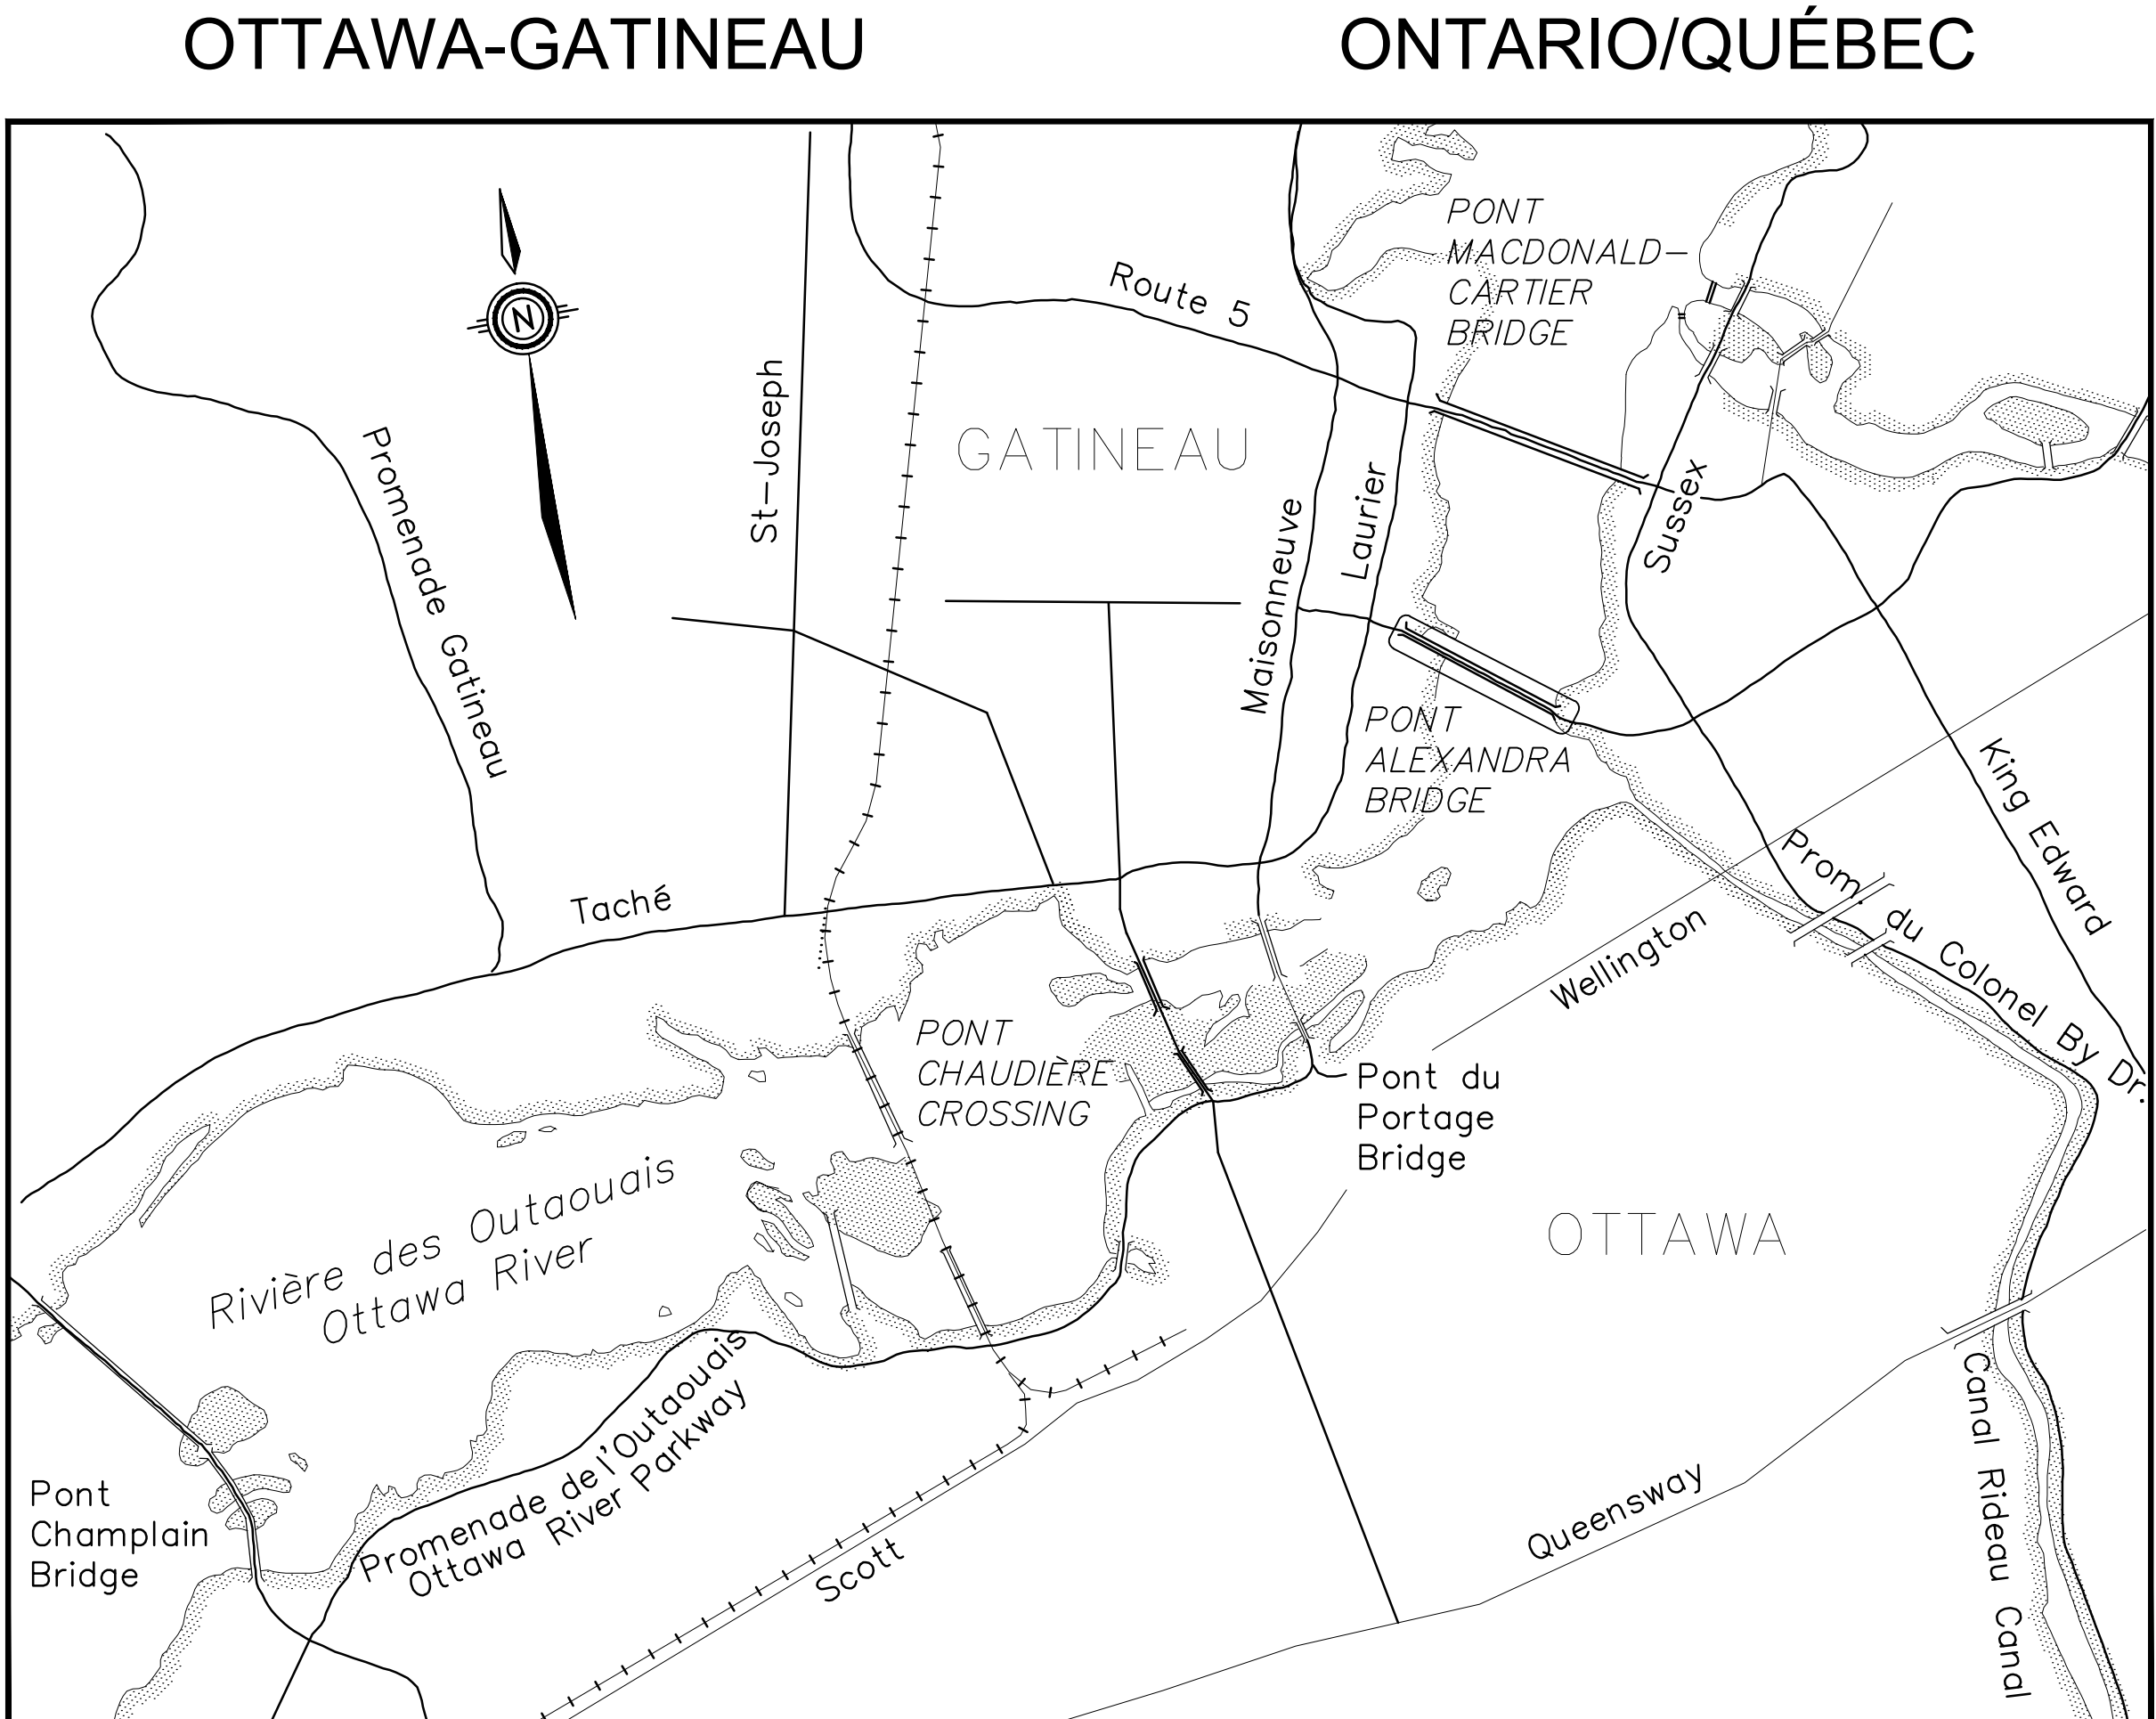 OTTAWA-GATINEAU
ONTARIO/QUÉBEC
PONT
MACDONALD-
CARTIER
BRIDGE
Route 5
N
St-Joseph
GATINEAU
Promenade Gatineau
Maisonneuve
Laurier
Sussex
PONT
ALEXANDRA
BRIDGE
King Edward
Taché
Prom. du Colonel By Dr.
Wellington
PONT
CHAUDIÈRE
CROSSING
Pont du
Portage
Bridge
Rivière des Outaouais
Ottawa River
OTTAWA
Promenade de l'Outaouais
Ottawa River Parkway
Pont
Champlain
Bridge
Scott
Queensway
Canal Rideau Canal